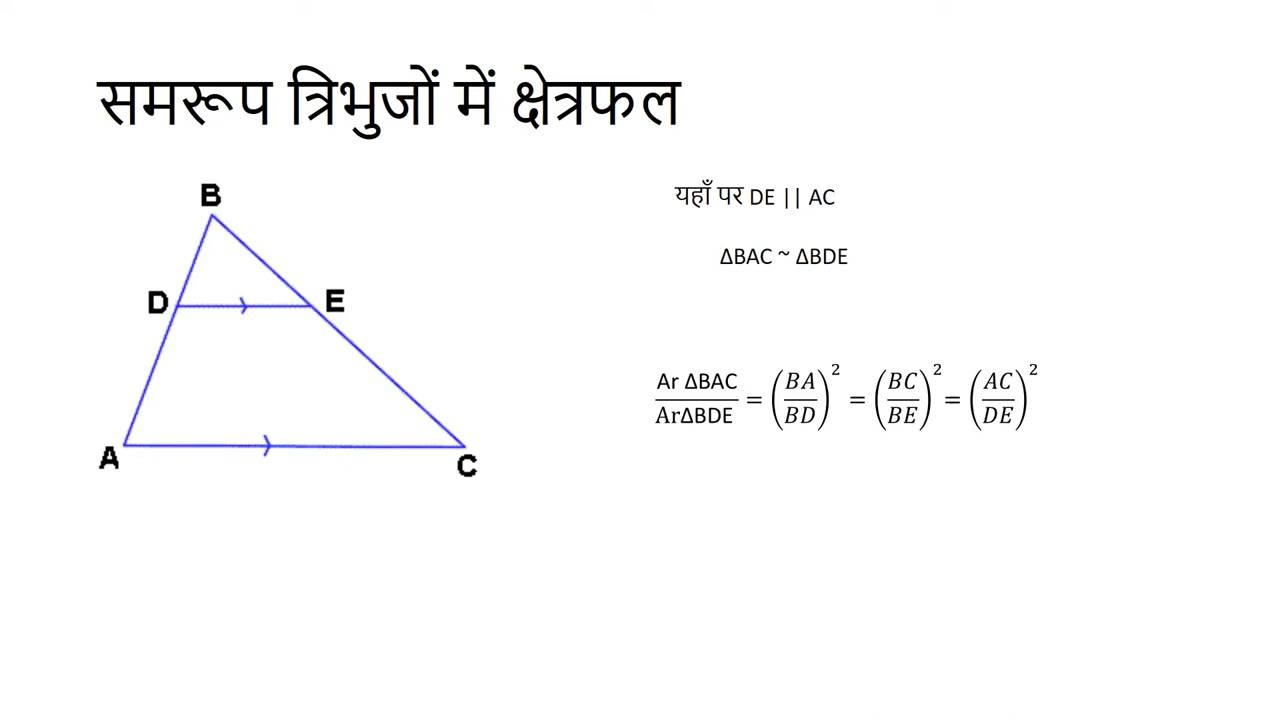 समरूप त्रिभुजों में क्षेत्रफल
B
D
E
A
C
यहाँ पर DE || AC
ΔBAC ~ ΔBDE
Ar ΔBAC/ArΔBDE = (BA/BD)² = (BC/BE)² = (AC/DE)²